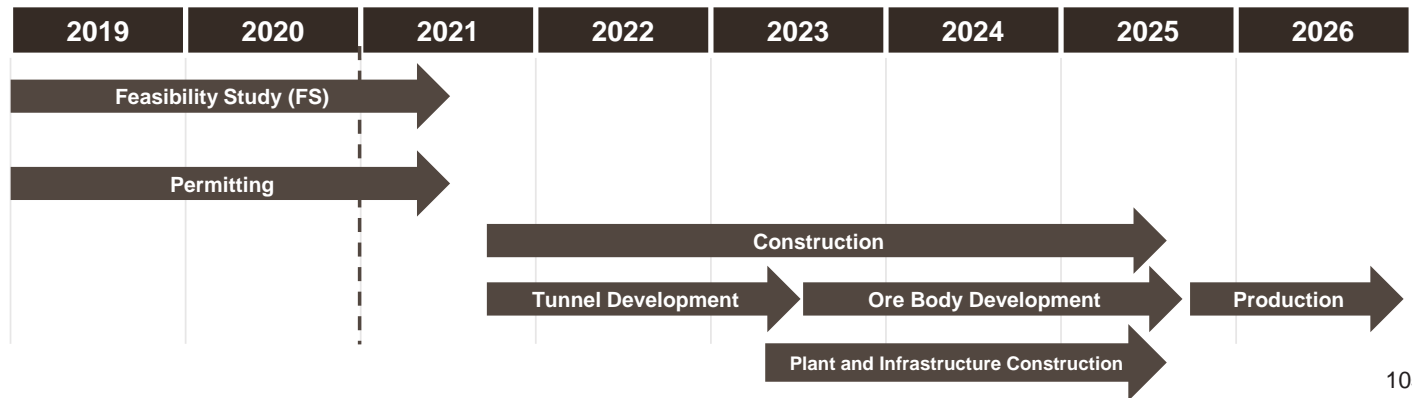 2019 2020 2021 2022 2023 2024 2025 2026
Feasibility Study (FS)
Permitting
Construction
Tunnel Development Ore Body Development Production
Plant and Infrastructure Construction
10